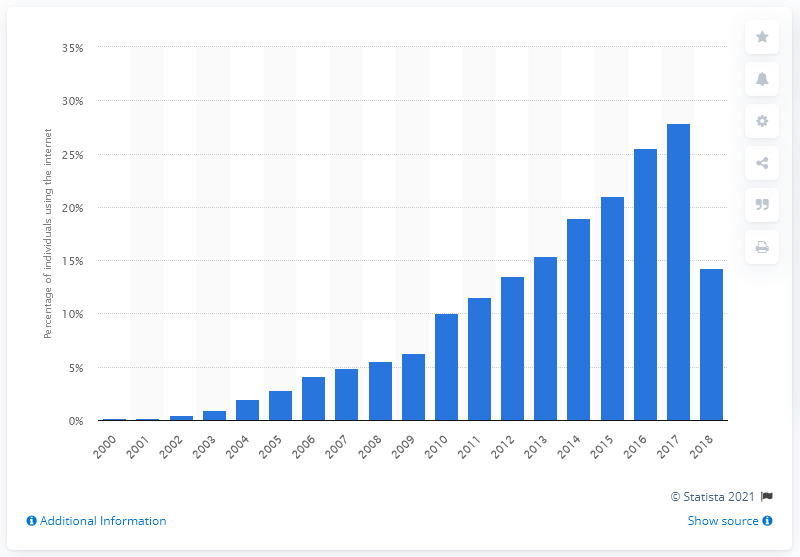 35%
30%
25%
20%
15%
10%
5%
0%
Percentage of individuals using the internet
2000 2001 2002 2003 2004 2005 2006 2007 2008 2009 2010 2011 2012 2013 2014 2015 2016 2017 2018
© Statista 2021
Additional Information
Show source